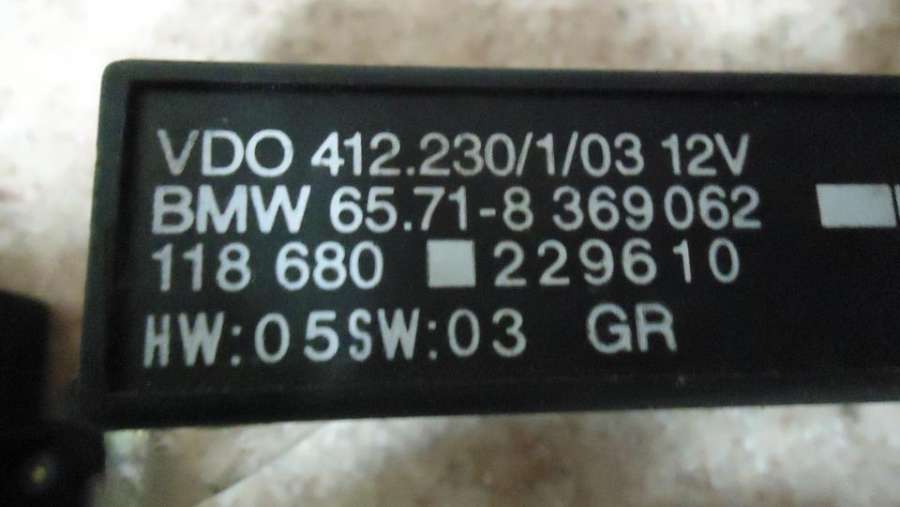 VDO 412.230/1/03 12V
BMW 65.71-8 369062
118 680 229610
HW:05SW:03 GR